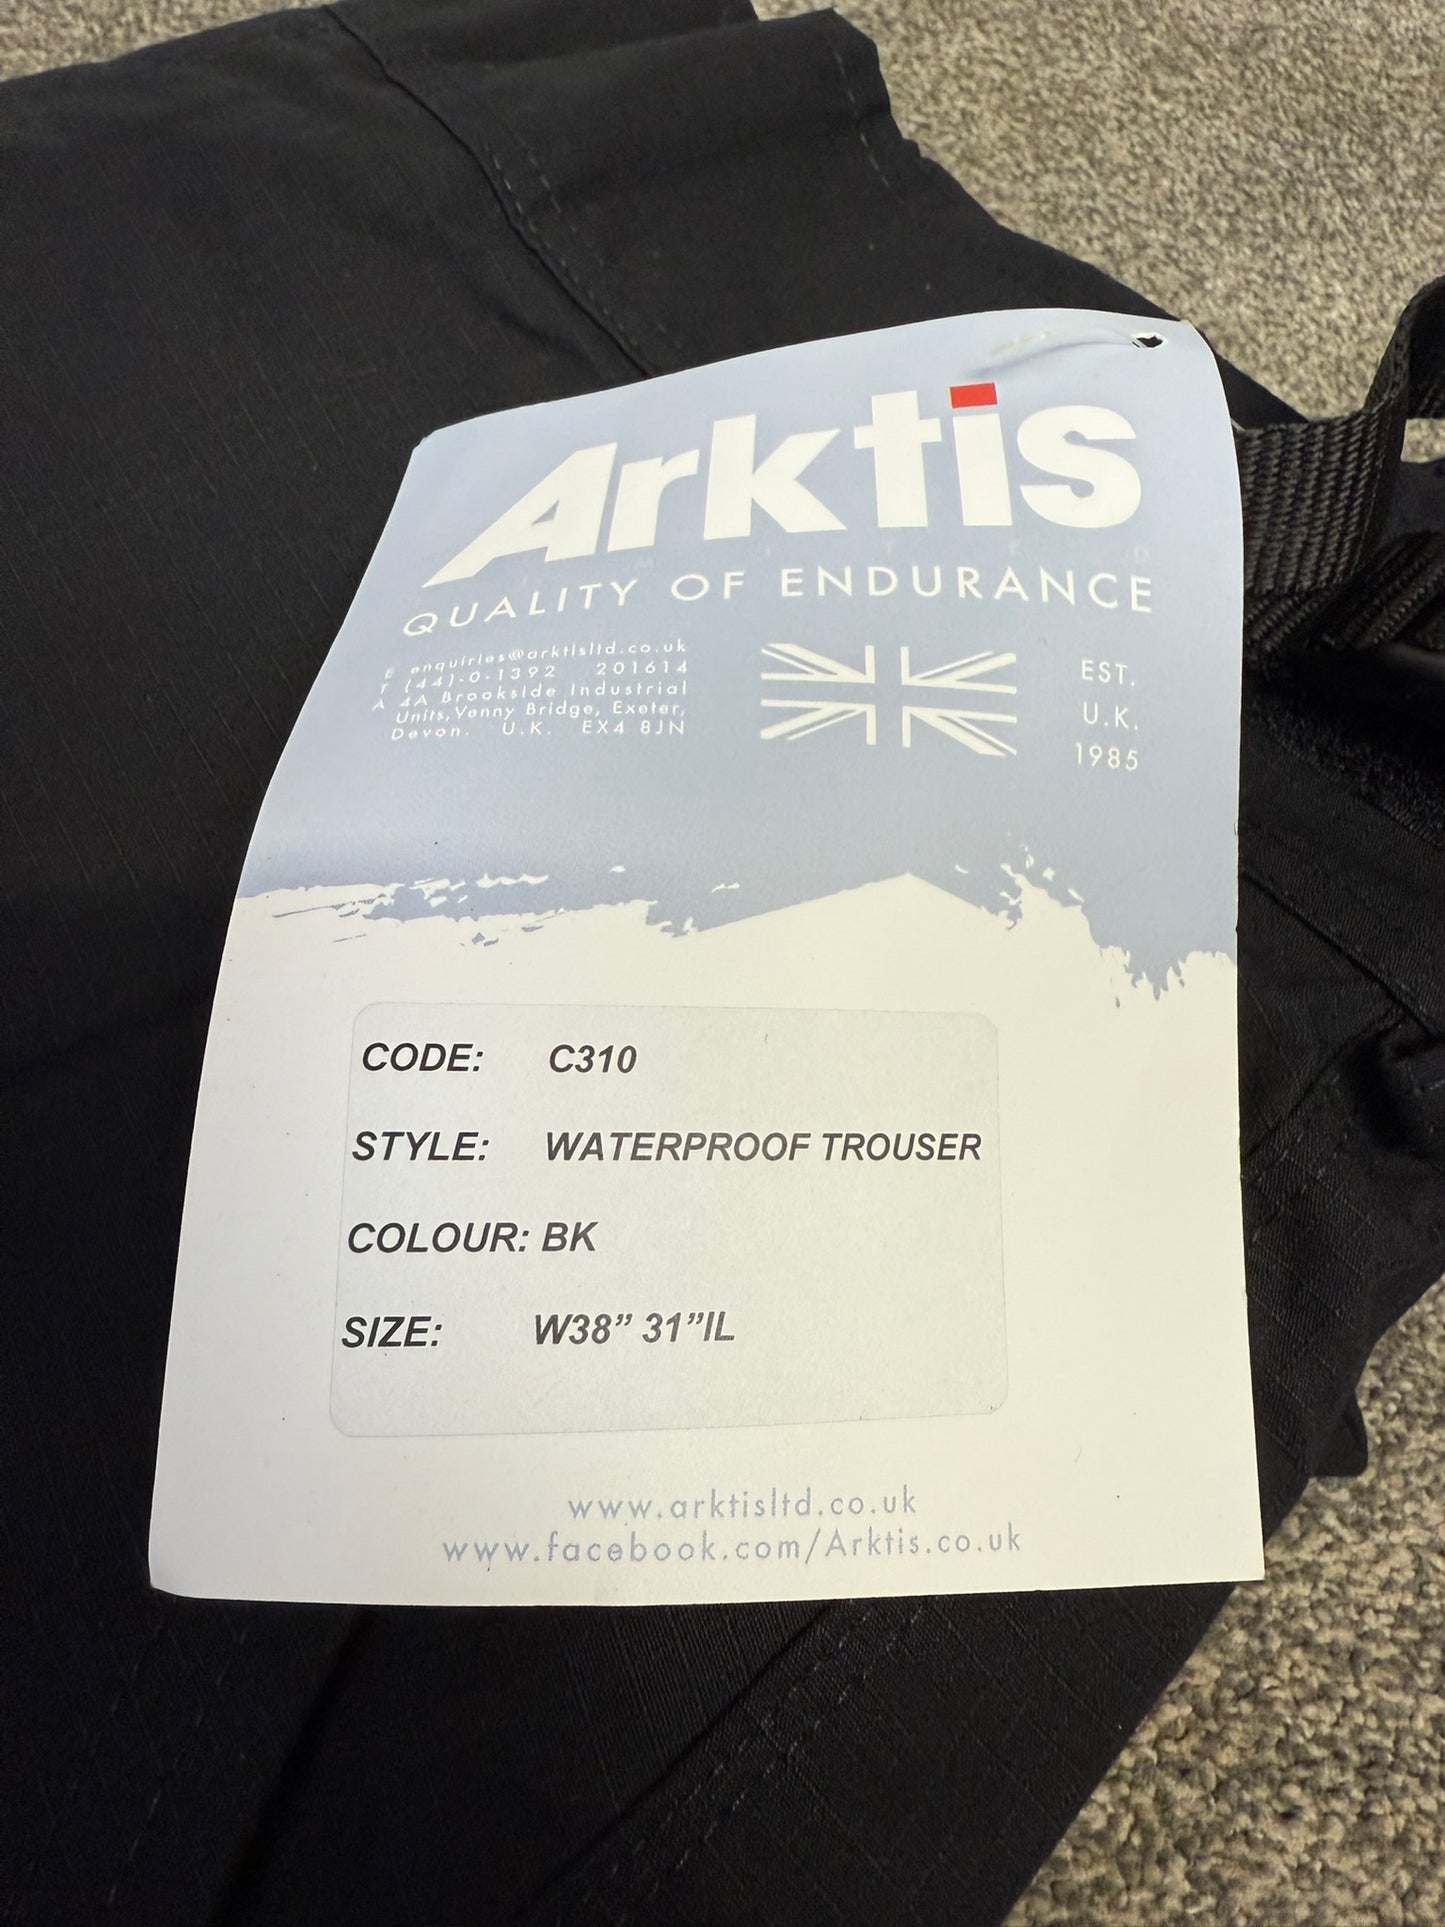 Arktis
QUALITY OF ENDURANCE
E enquiries@arktisltd.co.uk
T (44)-0-1392 201614
A 4A Brookside Industrial
Units, Venny Bridge, Exeter,
Devon. U.K. EX4 8JN
EST.
U.K.
1985
CODE: C310
STYLE: WATERPROOF TROUSER
COLOUR: BK
SIZE: W38” 31”IL
www.arktisltd.co.uk
www.facebook.com/Arktis.co.uk